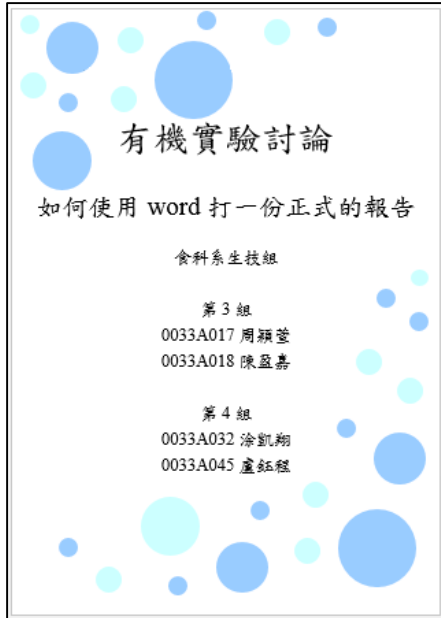 有機實驗討論
如何使用 word 打一份正式的報告
食科系生技組
第 3 組
0033A017 周穎萱
0033A018 陳盈嘉
第 4 組
0033A032 涂凱翔
0033A045 盧鈺程